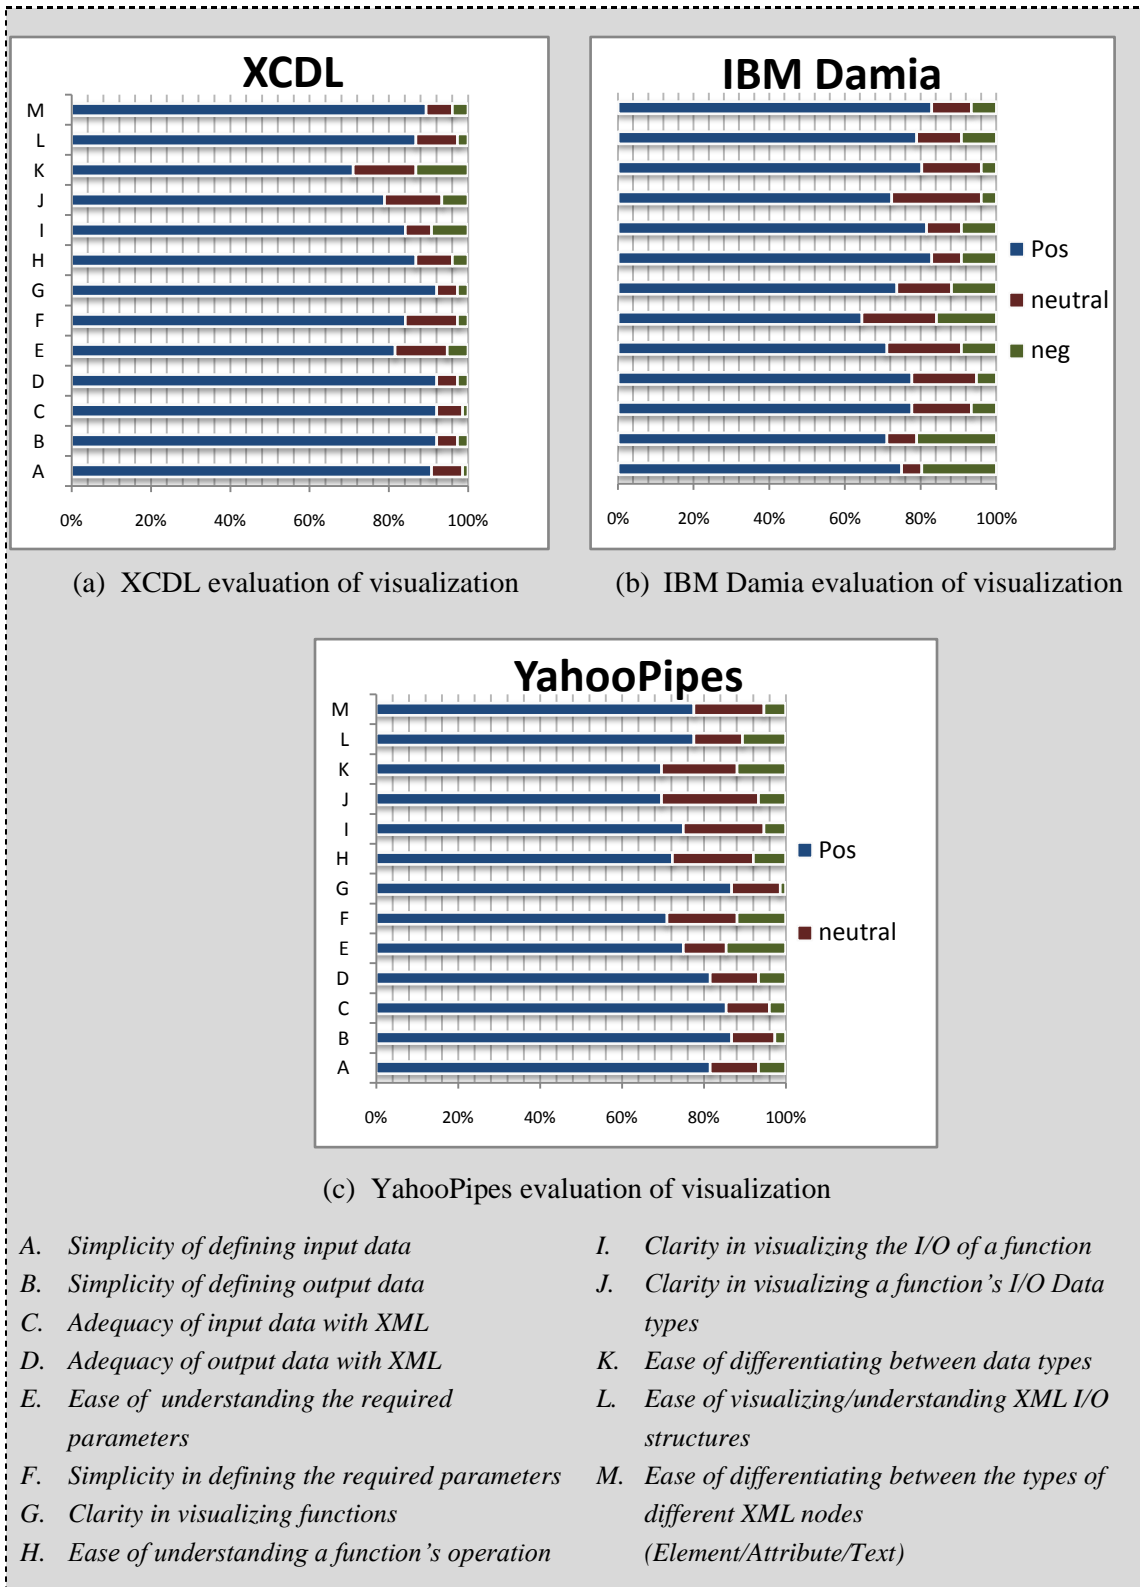 XCDL
M
L
K
J
I
H
G
F
E
D
C
B
A
0% 20% 40% 60% 80% 100%
IBM Damia
Pos
neutral
neg
0% 20% 40% 60% 80% 100%
(a) XCDL evaluation of visualization
(b) IBM Damia evaluation of visualization
YahooPipes
M
L
K
J
I
H
G
F
E
D
C
B
A
Pos
neutral
0% 20% 40% 60% 80% 100%
(c) YahooPipes evaluation of visualization
A. Simplicity of defining input data
B. Simplicity of defining output data
C. Adequacy of input data with XML
D. Adequacy of output data with XML
E. Ease of understanding the required
parameters
F. Simplicity in defining the required parameters
G. Clarity in visualizing functions
H. Ease of understanding a function's operation
I. Clarity in visualizing the I/O of a function
J. Clarity in visualizing a function's I/O Data
types
K. Ease of differentiating between data types
L. Ease of visualizing/understanding XML I/O
structures
M. Ease of differentiating between the types of
different XML nodes
(Element/Attribute/Text)